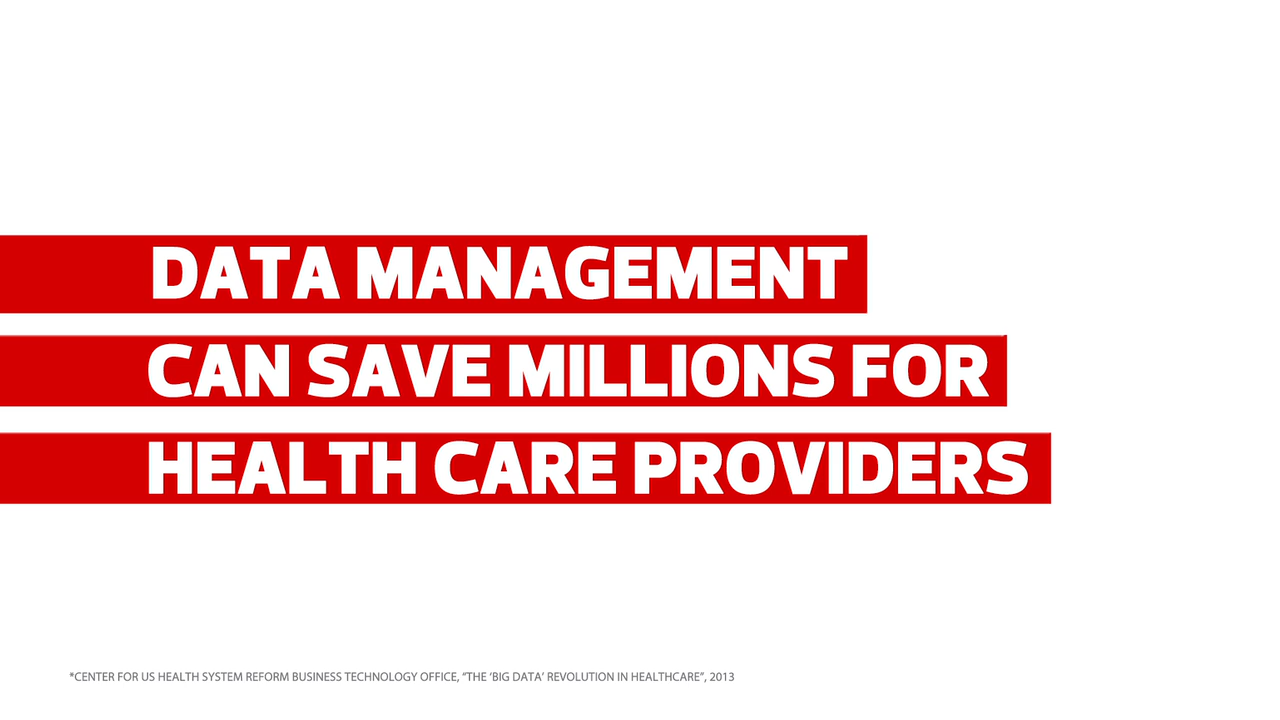 DATA MANAGEMENT
CAN SAVE MILLIONS FOR
HEALTH CARE PROVIDERS
*CENTER FOR US HEALTH SYSTEM REFORM BUSINESS TECHNOLOGY OFFICE, “THE ‘BIG DATA’ REVOLUTION IN HEALTHCARE”, 2013